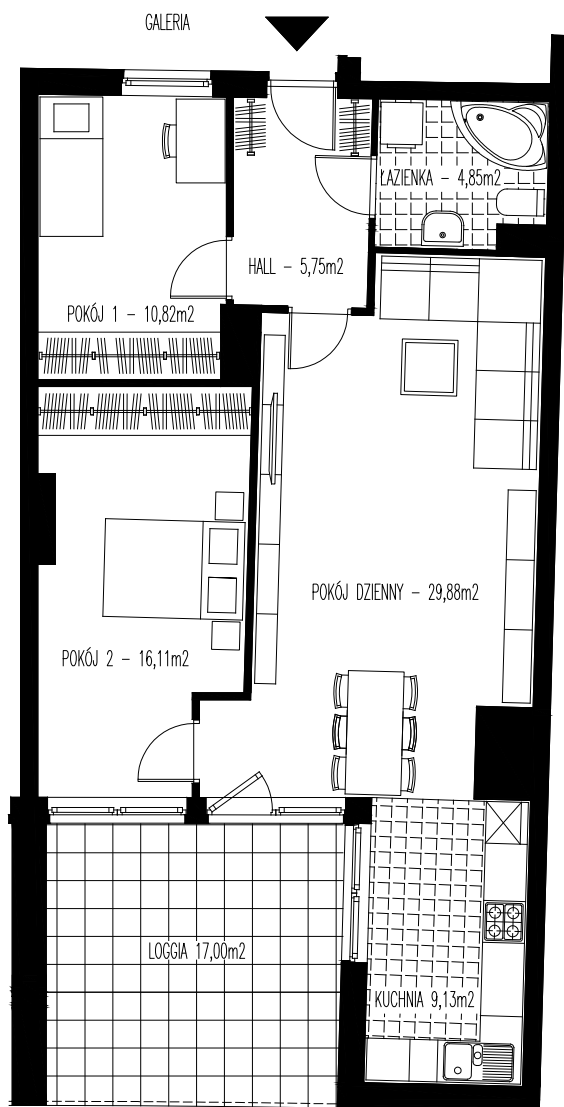 GALERIA
ŁAZIENKA - 4,85m2
HALL - 5,75m2
POKÓJ 1 - 10,82m2
POKÓJ DZIENNY - 29,88m2
POKÓJ 2 - 16,11m2
LOGGIA 17,00m2
KUCHNIA 9,13m2